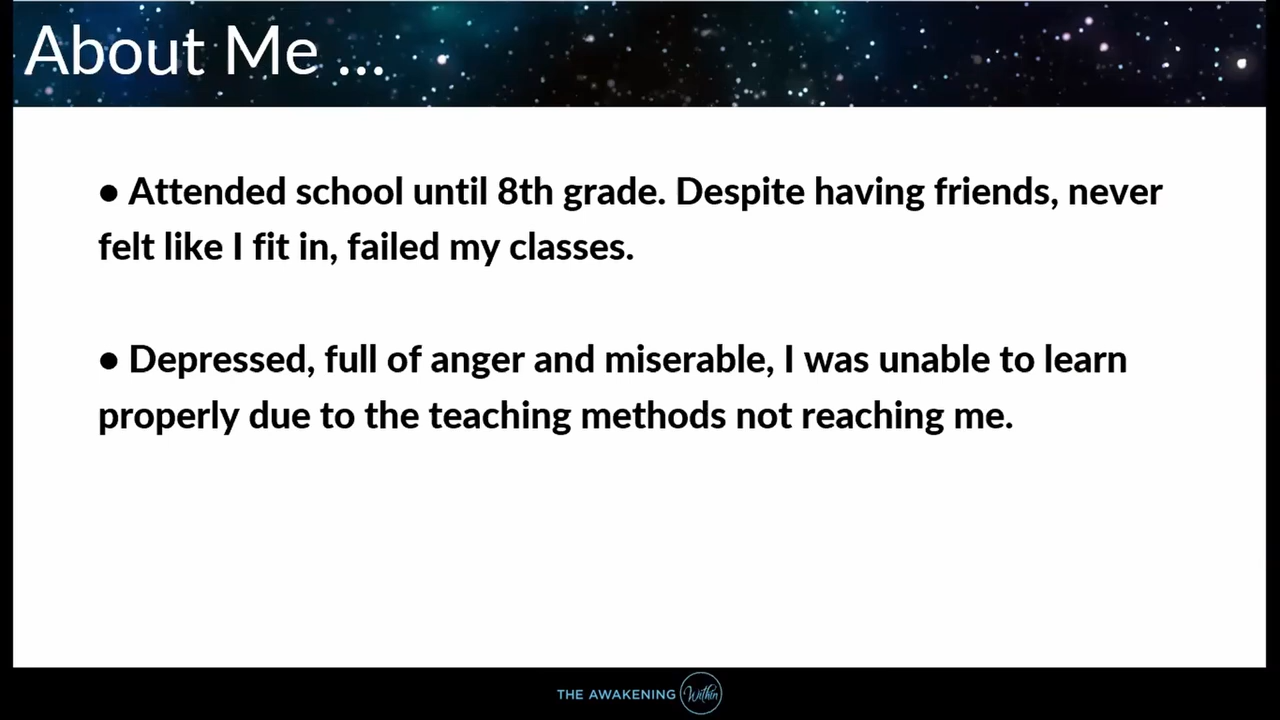 About Me ...
● Attended school until 8th grade. Despite having friends, never
felt like I fit in, failed my classes.
● Depressed, full of anger and miserable, I was unable to learn
properly due to the teaching methods not reaching me.
THE AWAKENING Within